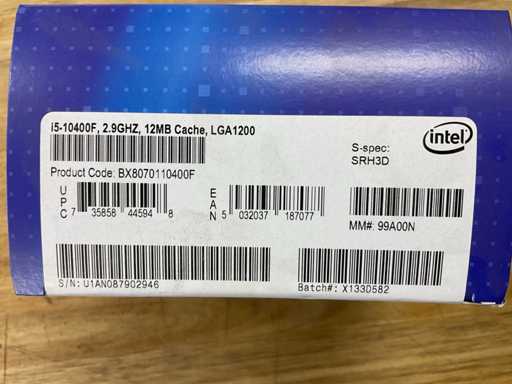 i5-10400F, 2.9GHZ, 12MB Cache, LGA1200
intel
S-spec:
SRH3D
Product Code: BX8070110400F
UPC
7 35858 44594 8
EAN
5 032037 187077
MM#: 99A00N
S/N: U1AN087902946
Batch#: X133D582